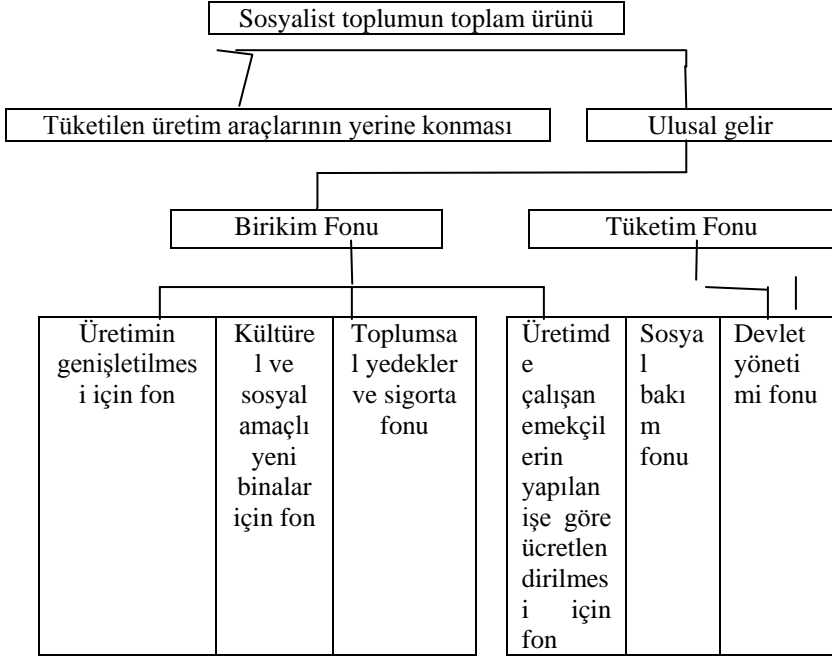 Sosyalist toplumun toplam ürünü
Tüketilen üretim araçlarının yerine konması
Ulusal gelir
Birikim Fonu
Tüketim Fonu
Üretimin
genişletilmes
i için fon
Kültüre
l ve
sosyal
amaçlı
yeni
binalar
için fon
Toplumsa
l yedekler
ve sigorta
fonu
Üretimd
e
çalışan
emekçil
erin
yapılan
işe göre
ücretlen
dirilmes
i için
fon
Sosya
l
bakı
m
fonu
Devlet
yöneti
mi fonu